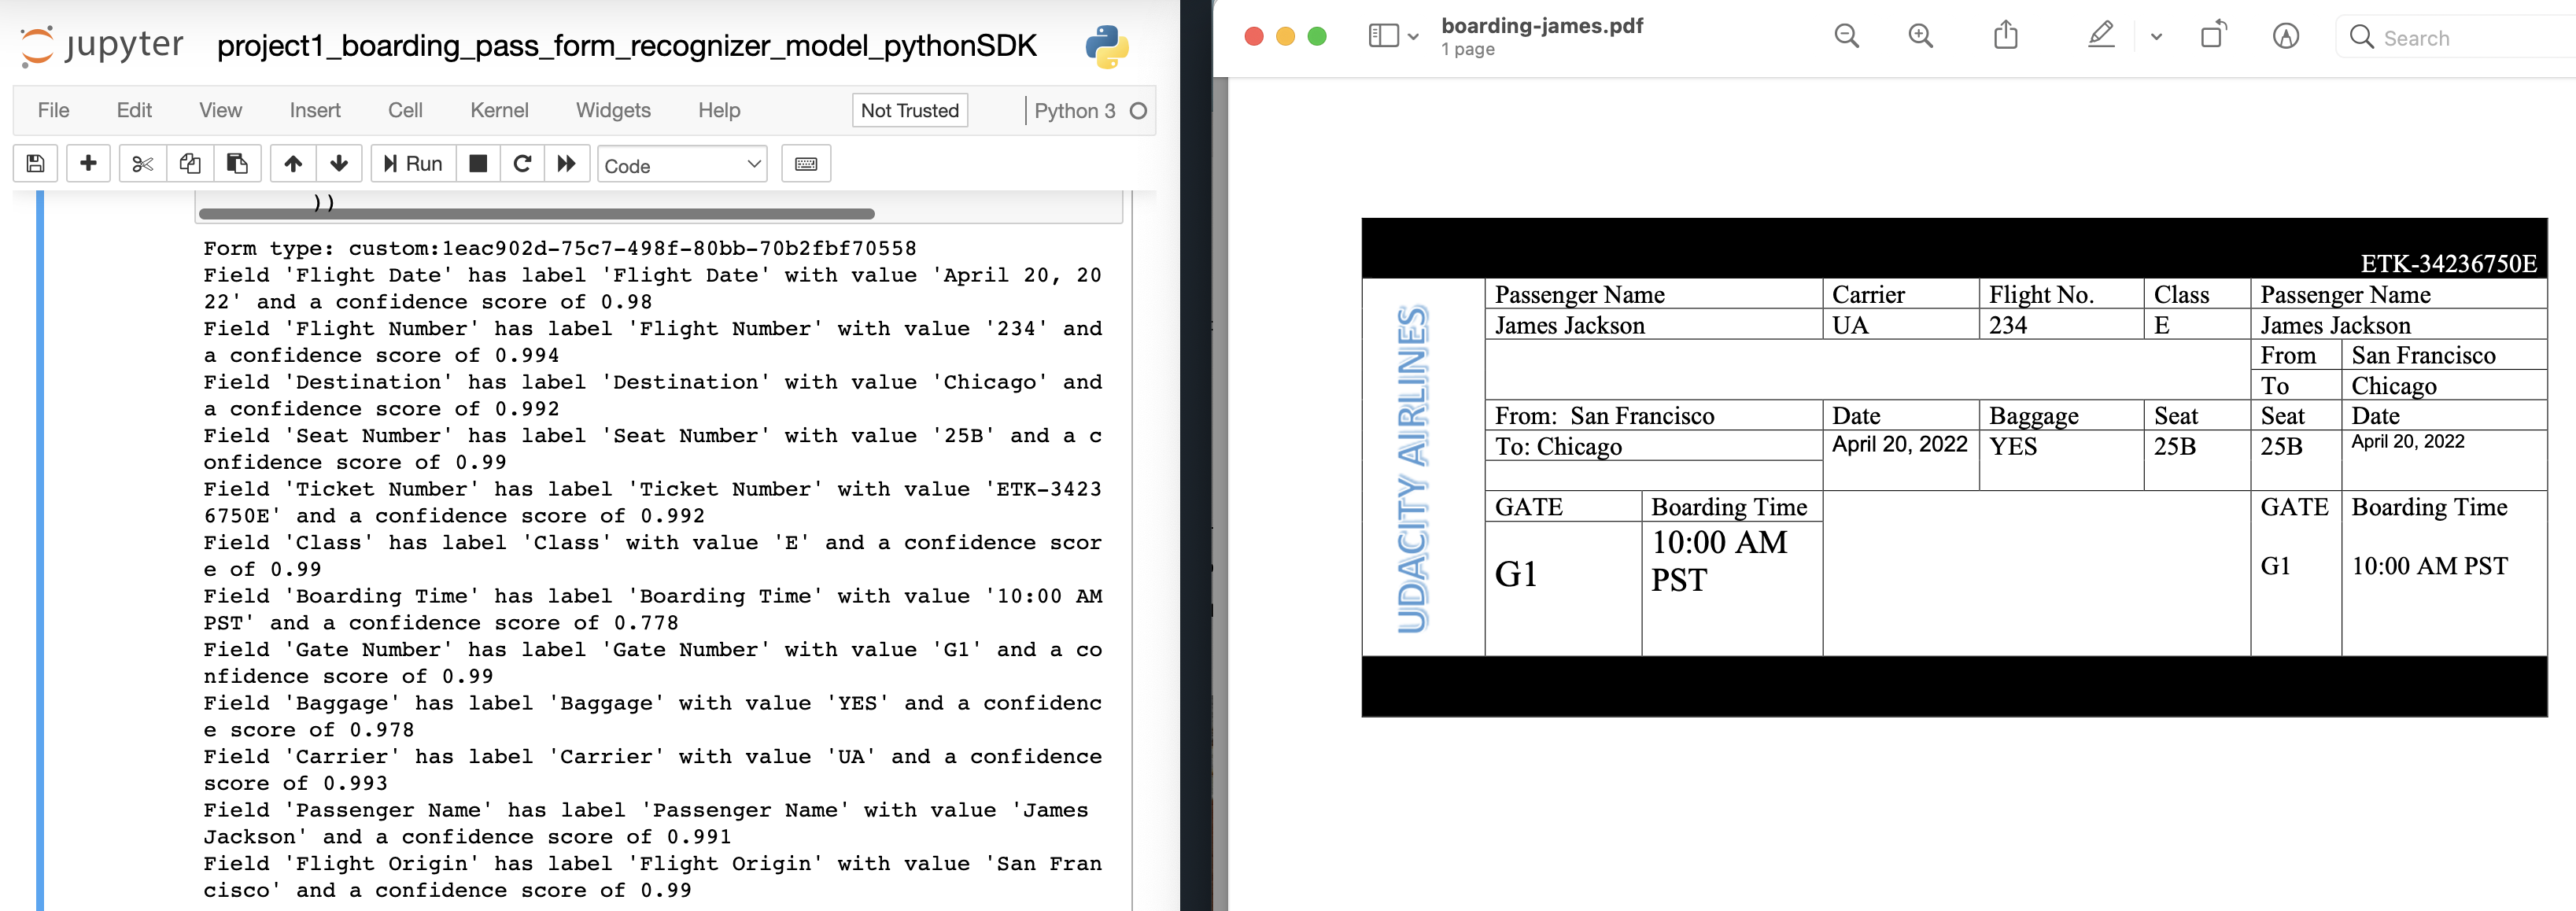 jupyter project1_boarding_pass_form_recognizer_model_pythonSDK
File Edit View Insert Cell Kernel Widgets Help Not Trusted Python 3
Run Code
))
Form type: custom:1eac902d-75c7-498f-80bb-70b2fbf70558
Field 'Flight Date' has label 'Flight Date' with value 'April 20, 20
22' and a confidence score of 0.98
Field 'Flight Number' has label 'Flight Number' with value '234' and
a confidence score of 0.994
Field 'Destination' has label 'Destination' with value 'Chicago' and
a confidence score of 0.992
Field 'Seat Number' has label 'Seat Number' with value '25B' and a c
onfidence score of 0.99
Field 'Ticket Number' has label 'Ticket Number' with value 'ETK-3423
6750E' and a confidence score of 0.992
Field 'Class' has label 'Class' with value 'E' and a confidence scor
e of 0.99
Field 'Boarding Time' has label 'Boarding Time' with value '10:00 AM
PST' and a confidence score of 0.778
Field 'Gate Number' has label 'Gate Number' with value 'G1' and a co
nfidence score of 0.99
Field 'Baggage' has label 'Baggage' with value 'YES' and a confidenc
e score of 0.978
Field 'Carrier' has label 'Carrier' with value 'UA' and a confidence
score of 0.993
Field 'Passenger Name' has label 'Passenger Name' with value 'James
Jackson' and a confidence score of 0.991
Field 'Flight Origin' has label 'Flight Origin' with value 'San Fran
cisco' and a confidence score of 0.99
boarding-james.pdf
1 page
Search
ETK-34236750E
UDACITY AIRLINES
Passenger Name Carrier Flight No. Class Passenger Name
James Jackson UA 234 E James Jackson
From San Francisco
To Chicago
From: San Francisco Date Baggage Seat Seat Date
To: Chicago April 20, 2022 YES 25B 25B April 20, 2022
GATE Boarding Time GATE Boarding Time
G1 10:00 AM
PST
G1 10:00 AM PST